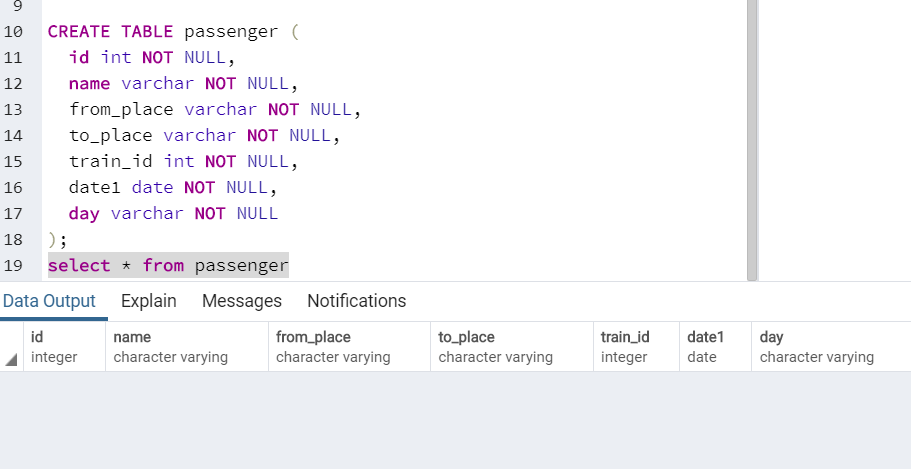 9
10 CREATE TABLE passenger (
11 id int NOT NULL,
12 name varchar NOT NULL,
13 from_place varchar NOT NULL,
14 to_place varchar NOT NULL,
15 train_id int NOT NULL,
16 date1 date NOT NULL,
17 day varchar NOT NULL
18 );
19 select * from passenger
Data Output Explain Messages Notifications
id name from_place to_place train_id date1 day
integer character varying character varying character varying integer date character varying